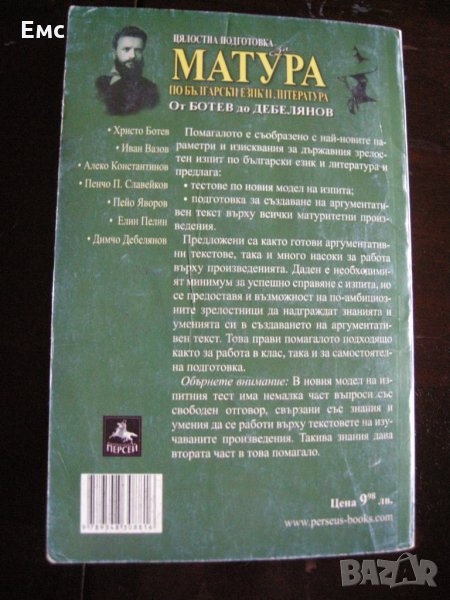 Емс
ЦЯЛОСТНА ПОДГОТОВКА за
МАТУРА
ПО БЪЛГАРСКИ ЕЗИК И ЛИТЕРАТУРА
От БОТЕВ до ДЕБЕЛЯНОВ
• Христо Ботев
• Иван Вазов
• Алеко Константинов
• Пенчо П. Славейков
• Пейо Яворов
• Елин Пелин
• Димчо Дебелянов
Помагалото е съобразено с най-новите па-
раметри и изисквания за държавния зрелос-
тен изпит по български език и литература и
предлага:
• тестове по новия модел на изпита;
• подготовка за създаване на аргументати-
вен текст върху всички матуритетни произ-
ведения.
Предложени са както готови аргументатив-
ни текстове, така и много насоки за работа
върху произведенията. Даден е необходими-
ят минимум за успешно справяне с изпита, но
се предоставя и възможност на по-амбициоз-
ните зрелостници да надграждат знанията и
уменията си в създаването на аргументати-
вен текст. Това прави помагалото подходящо
както за работа в клас, така и за самостоятел-
на подготовка.
Обърнете внимание: В новия модел на из-
питния тест има немалка част въпроси със
свободен отговор, свързани със знания и
умения да се работи върху текстовете на из-
учаваните произведения. Такива знания дава
втората част в това помагало.
ПЕРСЕЙ
Цена 9,98 лв.
www.perseus-books.com
BAZAR